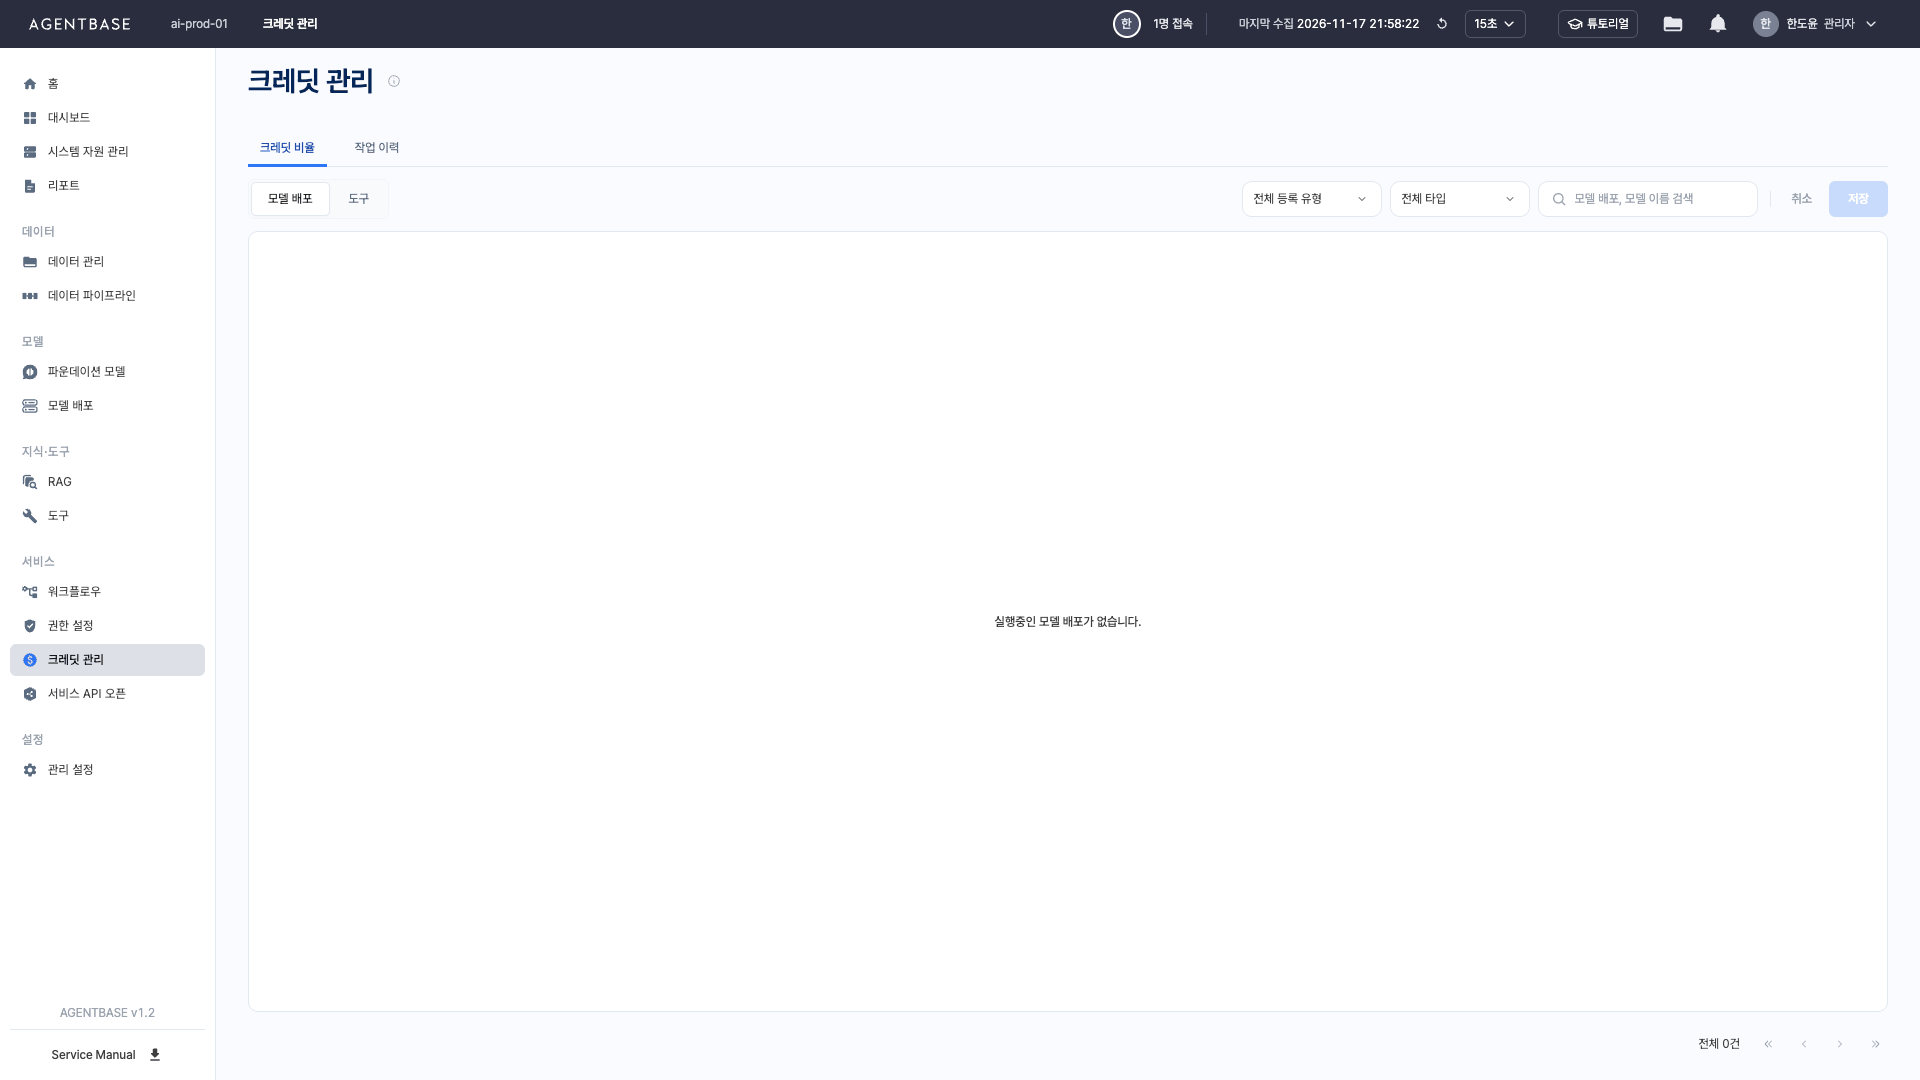 AGENTBASE
ai-prod-01
크레딧 관리
한
1명 접속
마지막 수집 2026-11-17 21:58:22
15초
튜토리얼
한
한도윤 관리자
홈
대시보드
시스템 자원 관리
리포트
데이터
데이터 관리
데이터 파이프라인
모델
파운데이션 모델
모델 배포
지식·도구
RAG
도구
서비스
워크플로우
권한 설정
크레딧 관리
서비스 API 오픈
설정
관리 설정
AGENTBASE v1.2
Service Manual
크레딧 관리
크레딧 비율
작업 이력
모델 배포
도구
전체 등록 유형
전체 타입
모델 배포, 모델 이름 검색
취소
저장
실행중인 모델 배포가 없습니다.
전체 0건